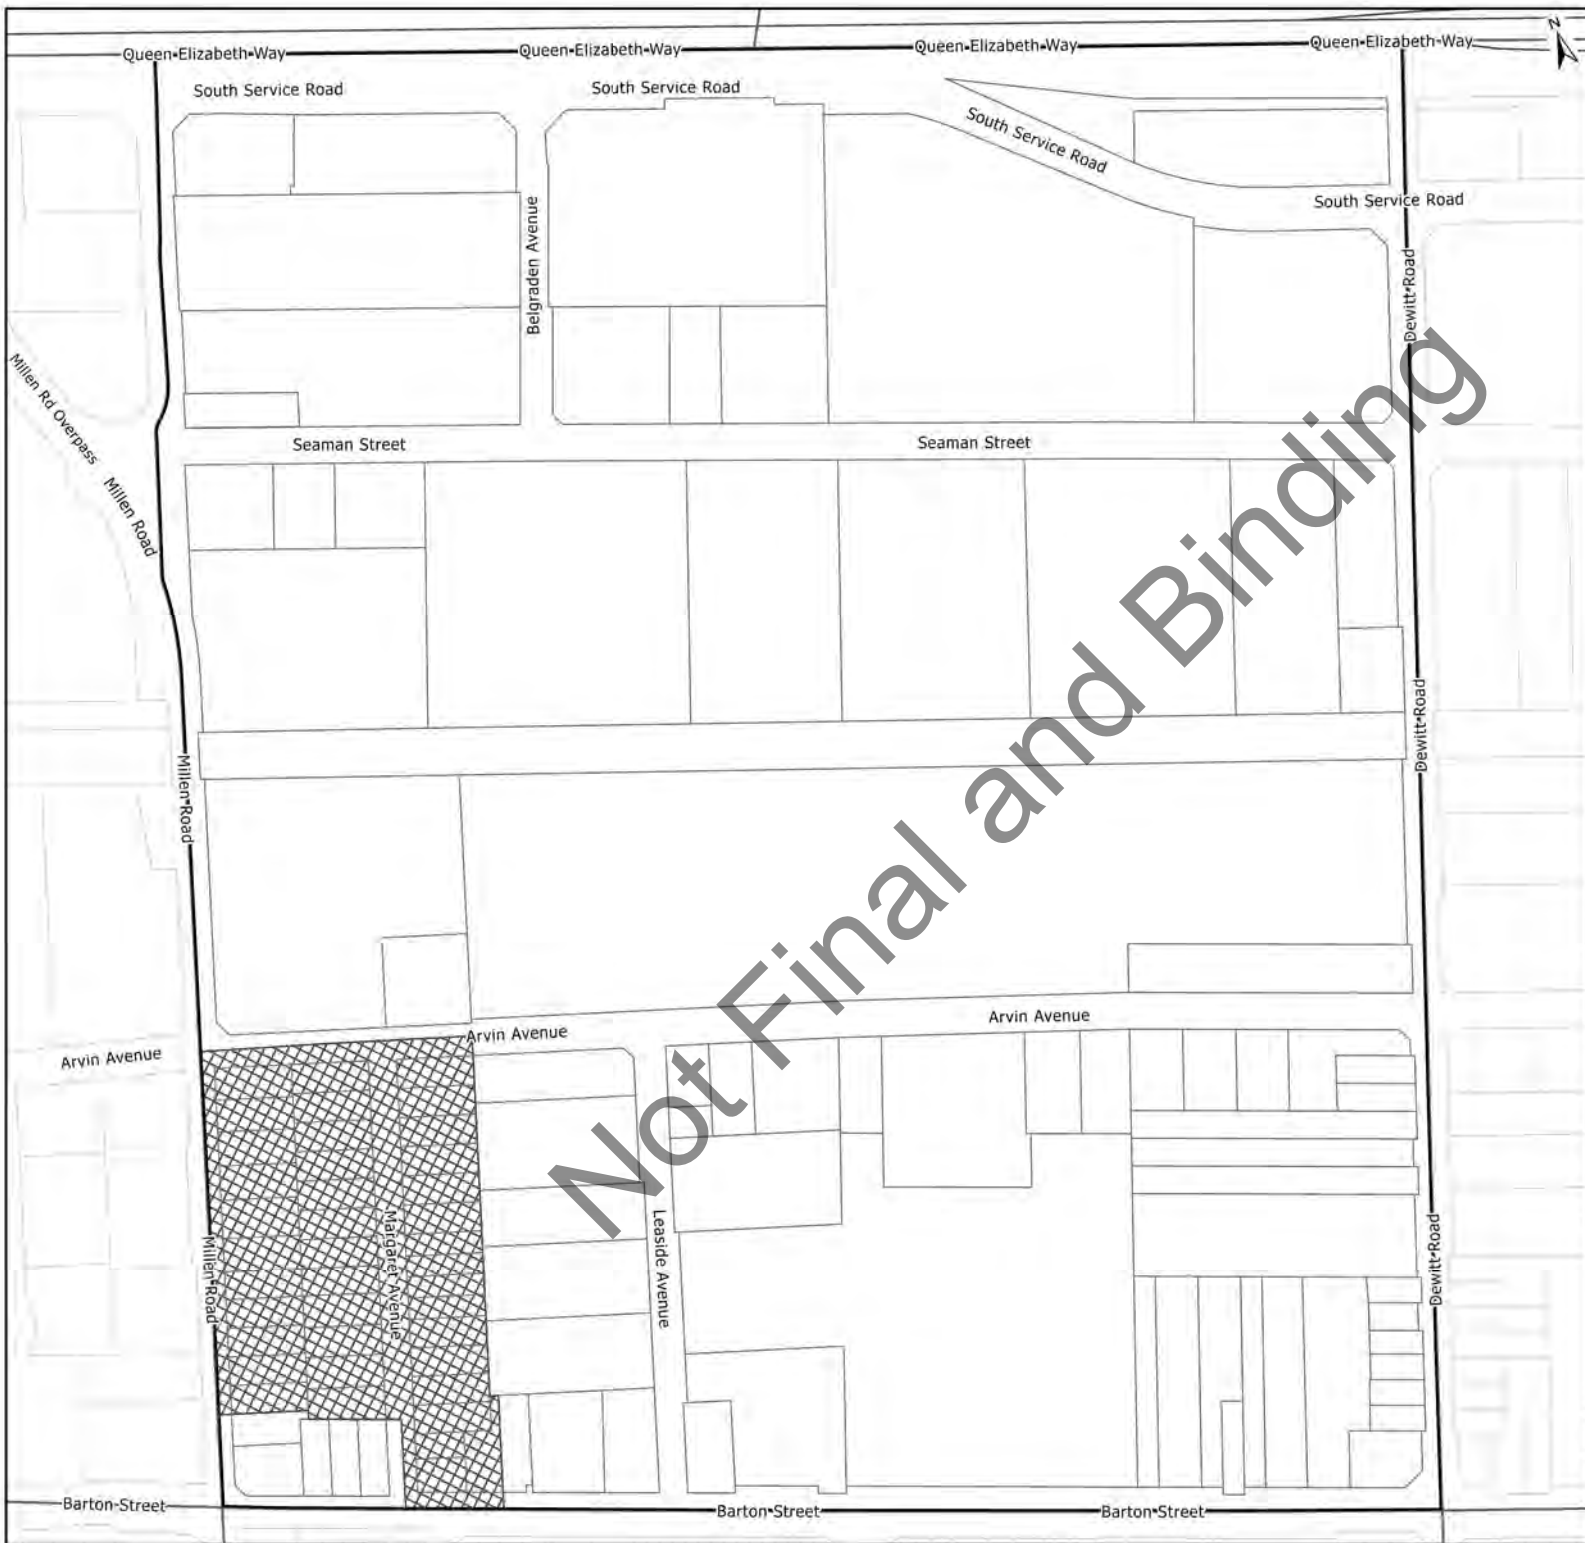 Queen-Elizabeth-Way
Queen-Elizabeth-Way
Queen-Elizabeth-Way
Queen-Elizabeth-Way
N
South Service Road
South Service Road
South Service Road
South Service Road
Belgraden Avenue
Dewitt-Road
Millen Rd Overpass
Millen Road
Seaman Street
Seaman Street
Millen-Road
Dewitt-Road
Not Final and Binding
Arvin Avenue
Arvin Avenue
Arvin Avenue
Millen-Road
Margaret-Avenue
Leaside Avenue
Dewitt-Road
Barton-Street
Barton-Street
Barton-Street